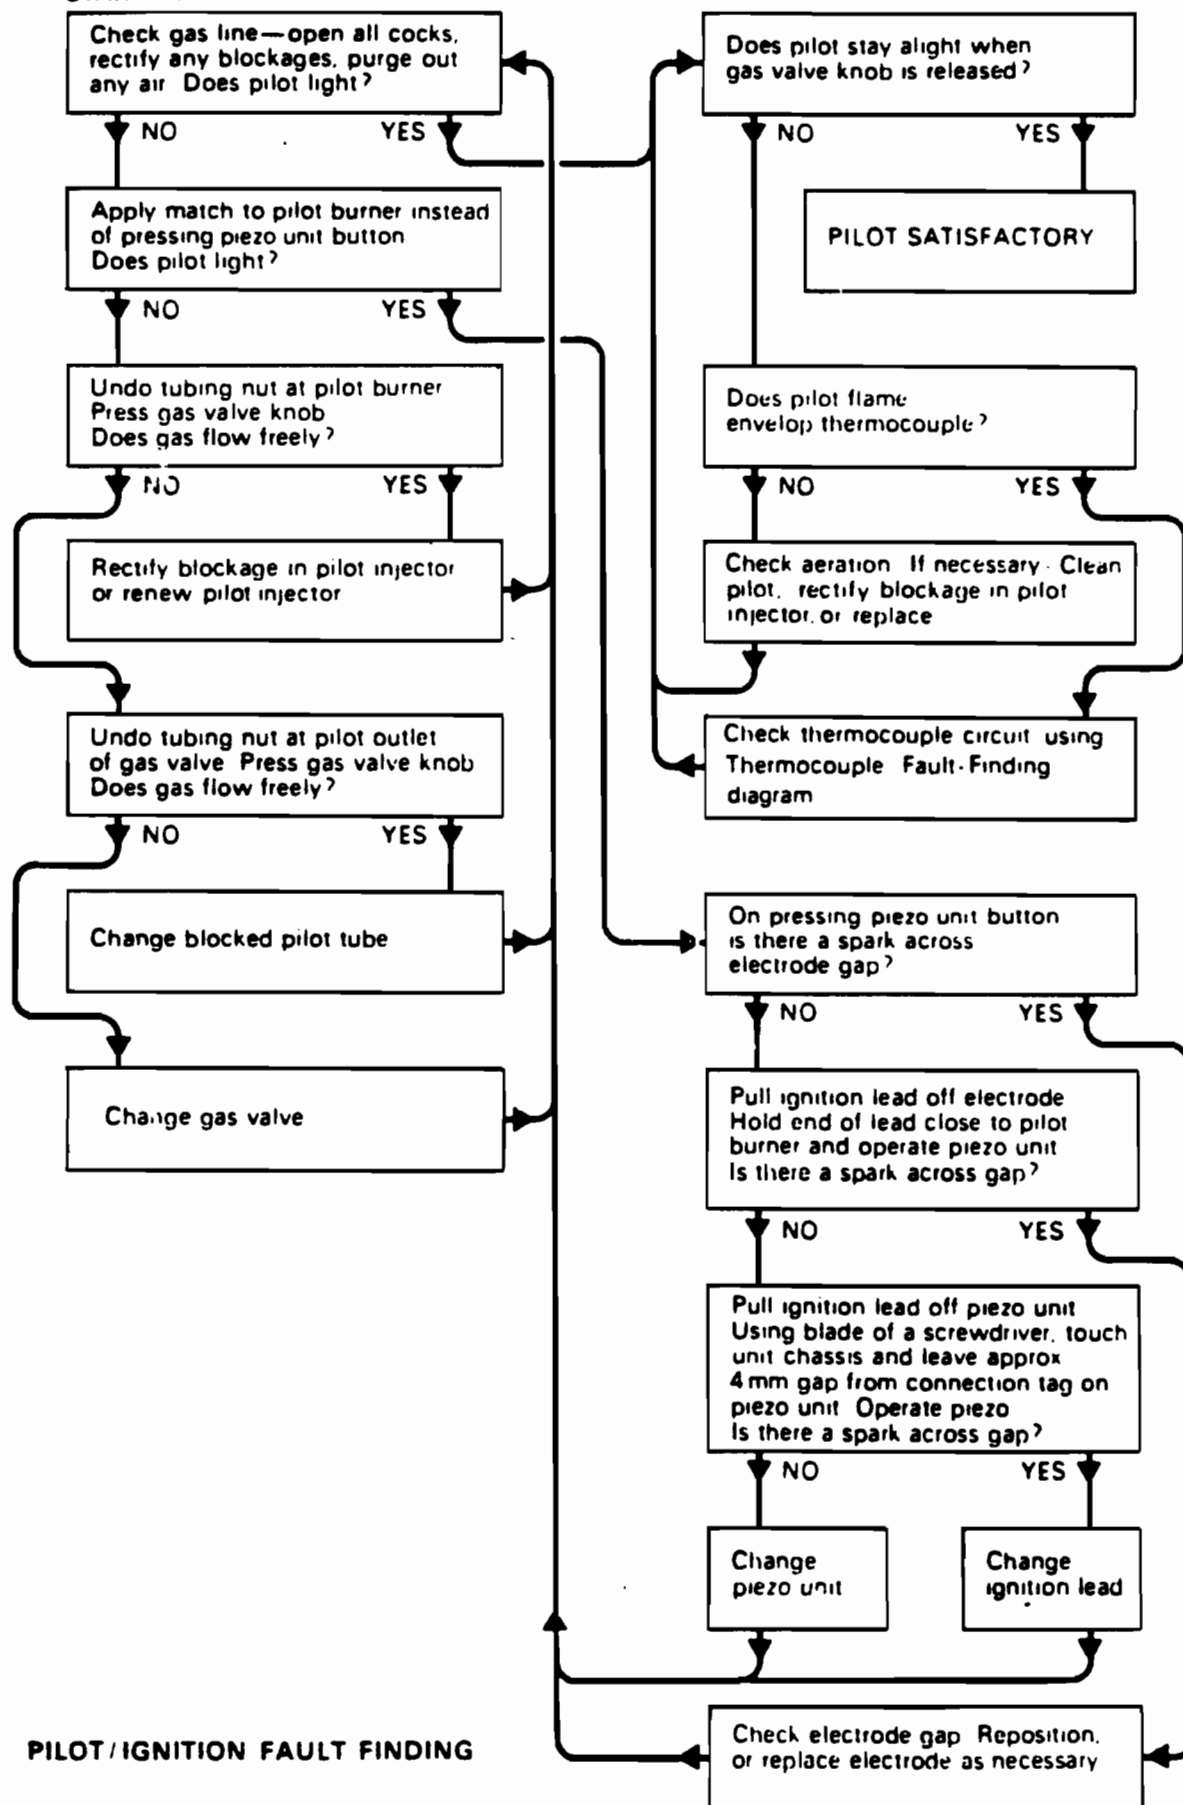 Check gas line—open all cocks,
rectify any blockages, purge out
any air Does pilot light?
NO YES
Apply match to pilot burner instead
of pressing piezo unit button
Does pilot light?
NO YES
Undo tubing nut at pilot burner
Press gas valve knob
Does gas flow freely?
NO YES
Rectify blockage in pilot injector
or renew pilot injector
Undo tubing nut at pilot outlet
of gas valve Press gas valve knob
Does gas flow freely?
NO YES
Change blocked pilot tube
Change gas valve
Does pilot stay alight when
gas valve knob is released?
NO YES
PILOT SATISFACTORY
Does pilot flame
envelop thermocouple?
NO YES
Check aeration If necessary - Clean
pilot, rectify blockage in pilot
injector, or replace
Check thermocouple circuit using
Thermocouple Fault-Finding
diagram
On pressing piezo unit button
is there a spark across
electrode gap?
NO YES
Pull ignition lead off electrode
Hold end of lead close to pilot
burner and operate piezo unit
Is there a spark across gap?
NO YES
Pull ignition lead off piezo unit
Using blade of a screwdriver, touch
unit chassis and leave approx
4mm gap from connection tag on
piezo unit Operate piezo
Is there a spark across gap?
NO YES
Change
piezo unit
Change
ignition lead
Check electrode gap Reposition,
or replace electrode as necessary
PILOT/IGNITION FAULT FINDING